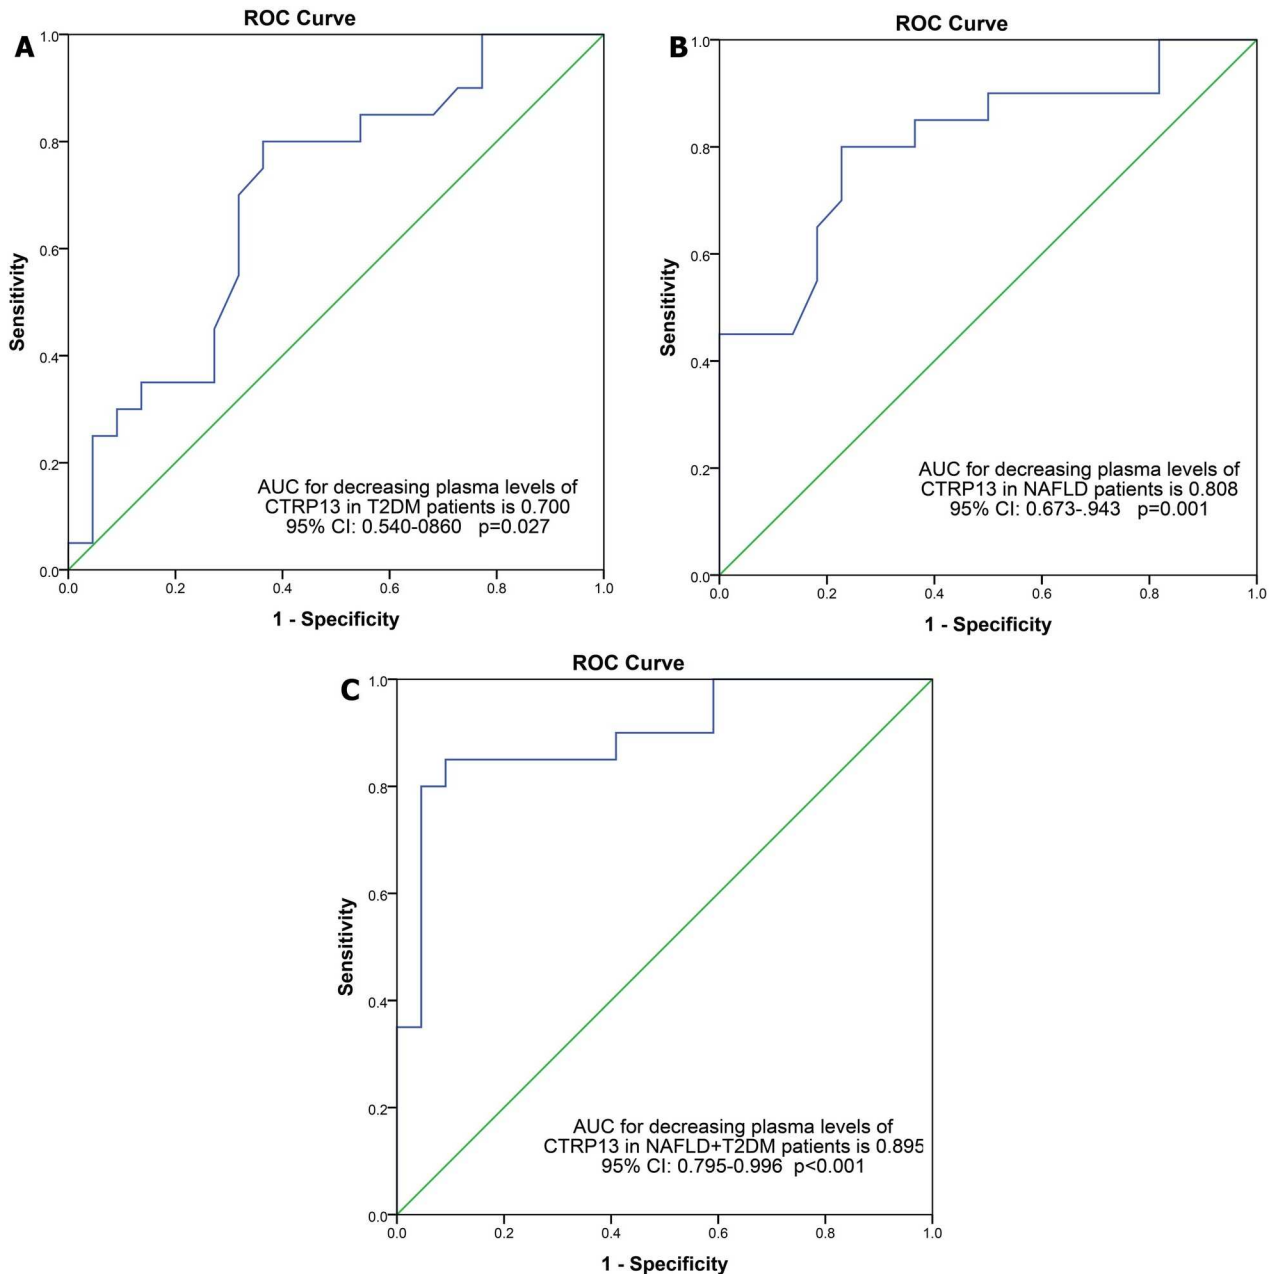 ROC Curve
A
1.0
0.8
0.6
0.4
0.2
0.0
Sensitivity
AUC for decreasing plasma levels of
CTRP13 in T2DM patients is 0.700
95% CI: 0.540-0860 p=0.027
0.0 0.2 0.4 0.6 0.8 1.0
1 - Specificity
ROC Curve
B
1.0
0.8
0.6
0.4
0.2
0.0
Sensitivity
AUC for decreasing plasma levels of
CTRP13 in NAFLD patients is 0.808
95% CI: 0.673-.943 p=0.001
0.0 0.2 0.4 0.6 0.8 1.0
1 - Specificity
ROC Curve
C
1.0
0.8
0.6
0.4
0.2
0.0
Sensitivity
AUC for decreasing plasma levels of
CTRP13 in NAFLD+T2DM patients is 0.895
95% CI: 0.795-0.996 p<0.001
0.0 0.2 0.4 0.6 0.8 1.0
1 - Specificity